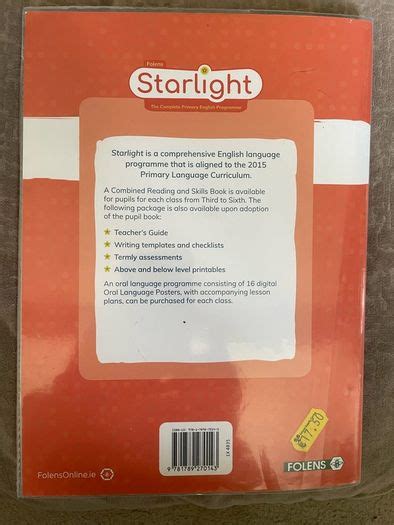 Folens
Starlight
The Complete Primary English Programme
Starlight is a comprehensive English language
programme that is aligned to the 2015
Primary Language Curriculum.
A Combined Reading and Skills Book is available
for pupils for each class from Third to Sixth. The
following package is also available upon adoption
of the pupil book:
Teacher's Guide
Writing templates and checklists
Termly assessments
Above and below level printables
An oral language programme consisting of 16 digital
Oral Language Posters, with accompanying lesson
plans, can be purchased for each class.
9 781789 270143
FolensOnline.ie
FOLENS